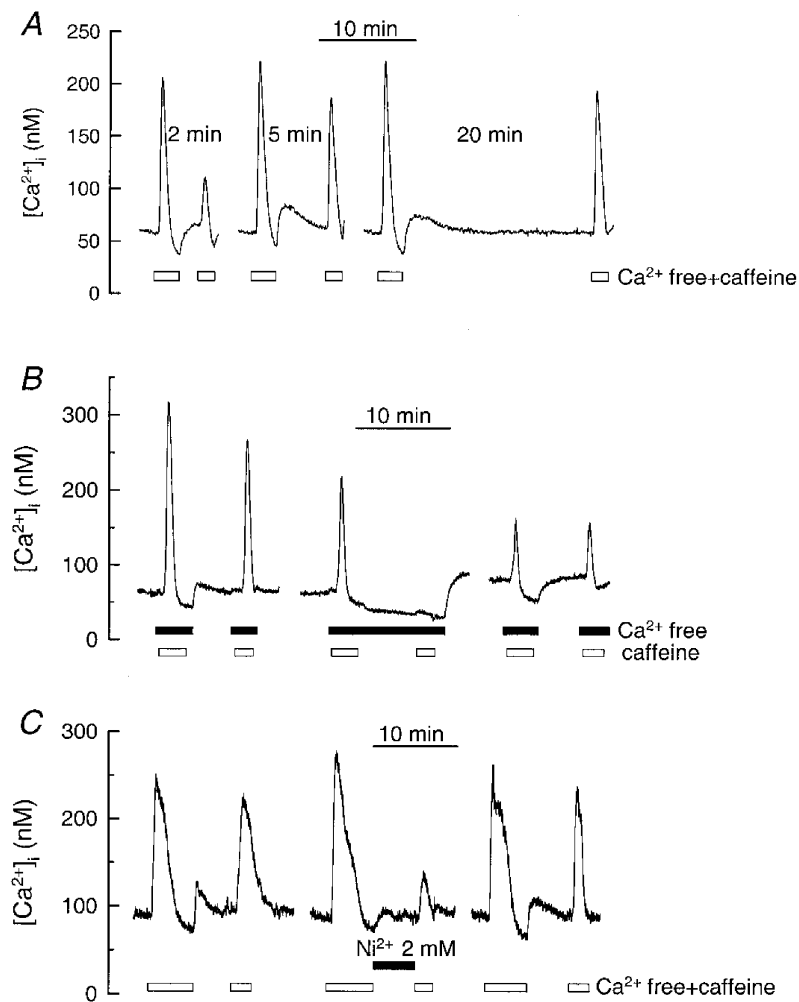 A
10 min
250
200
150
100
50
0
[Ca²⁺]ᵢ (nM)
2 min
5 min
20 min
Ca²⁺ free+caffeine
B
10 min
300
200
100
0
[Ca²⁺]ᵢ (nM)
Ca²⁺ free
caffeine
C
10 min
300
200
100
0
[Ca²⁺]ᵢ (nM)
Ni²⁺ 2 mM
Ca²⁺ free+caffeine